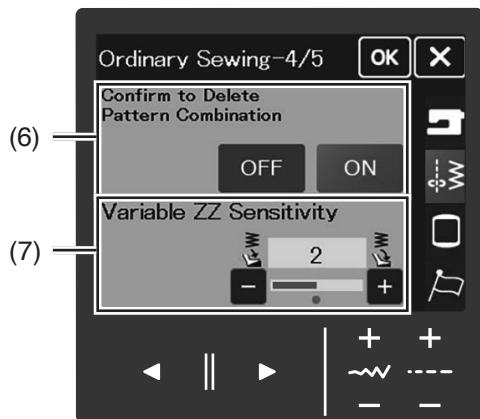 Ordinary Sewing-4/5 OK X
Confirm to Delete
Pattern Combination
(6)
OFF ON
Variable ZZ Sensitivity
(7)
2
- +
+ +
- -